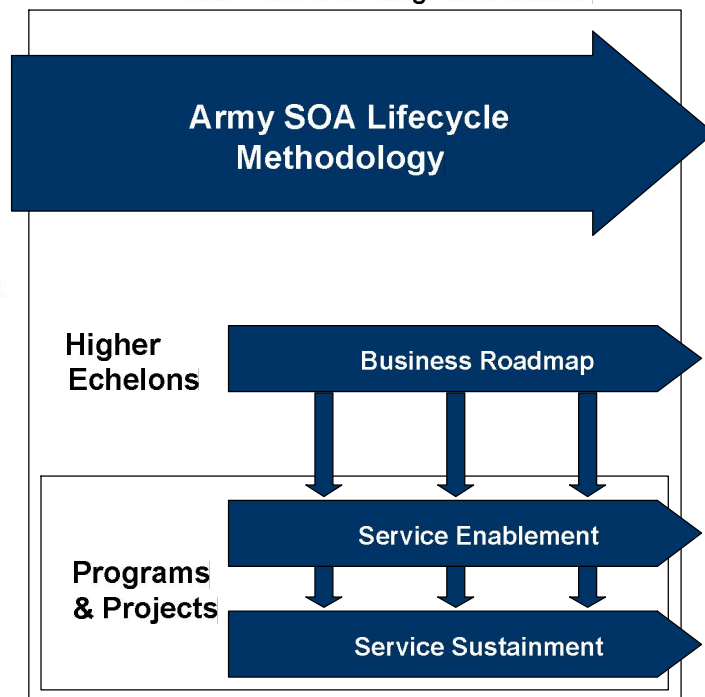 Army SOA Lifecycle
Methodology
Higher
Echelons
Business Roadmap
Service Enablement
Programs
& Projects
Service Sustainment